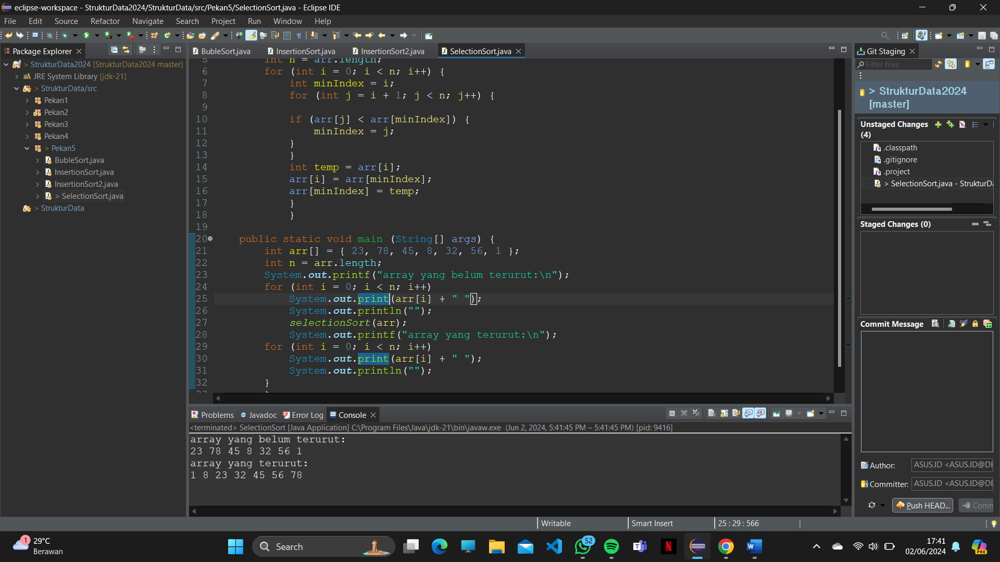 eclipse-workspace - StrukturData2024/StrukturData/src/Pekan5/SelectionSort.java - Eclipse IDE
File Edit Source Refactor Navigate Search Project Run Window Help
Package Explorer
> StrukturData2024 [StrukturData2024 master]
JRE System Library [jdk-21]
> StrukturData/src
Pekan1
Pekan2
Pekan3
Pekan4
> Pekan5
BubleSort.java
InsertionSort.java
InsertionSort2.java
> SelectionSort.java
> StrukturData
BubleSort.java InsertionSort.java InsertionSort2.java SelectionSort.java
5 int n = arr.length;
6 for (int i = 0; i < n; i++) {
7 int minIndex = i;
8 for (int j = i + 1; j < n; j++) {
9
10 if (arr[j] < arr[minIndex]) {
11 minIndex = j;
12 }
13 }
14 int temp = arr[i];
15 arr[i] = arr[minIndex];
16 arr[minIndex] = temp;
17 }
18 }
19
20 public static void main (String[] args) {
21 int arr[] = { 23, 78, 45, 8, 32, 56, 1 };
22 int n = arr.length;
23 System.out.printf("array yang belum terurut:\n");
24 for (int i = 0; i < n; i++)
25 System.out.print(arr[i] + " ");
26 System.out.println("");
27 selectionSort(arr);
28 System.out.printf("array yang terurut:\n");
29 for (int i = 0; i < n; i++)
30 System.out.print(arr[i] + " ");
31 System.out.println("");
32 }
Problems Javadoc Error Log Console
<terminated> SelectionSort [Java Application] C:\Program Files\Java\jdk-21\bin\javaw.exe (Jun 2, 2024, 5:41:45 PM – 5:41:45 PM) [pid: 9416]
array yang belum terurut:
23 78 45 8 32 56 1
array yang terurut:
1 8 23 32 45 56 78
Git Staging
Filter files
> StrukturData2024
[master]
Unstaged Changes
(4)
.classpath
.gitignore
.project
> SelectionSort.java - StrukturDa
Staged Changes (0)
Commit Message
Author: ASUS.ID <ASUS.ID@DE
Committer: ASUS.ID <ASUS.ID@DE
Push HEAD... Comm
Writable Smart Insert 25 : 29 : 566
1
29°C
Berawan
Search
52
17:41
02/06/2024
PRE